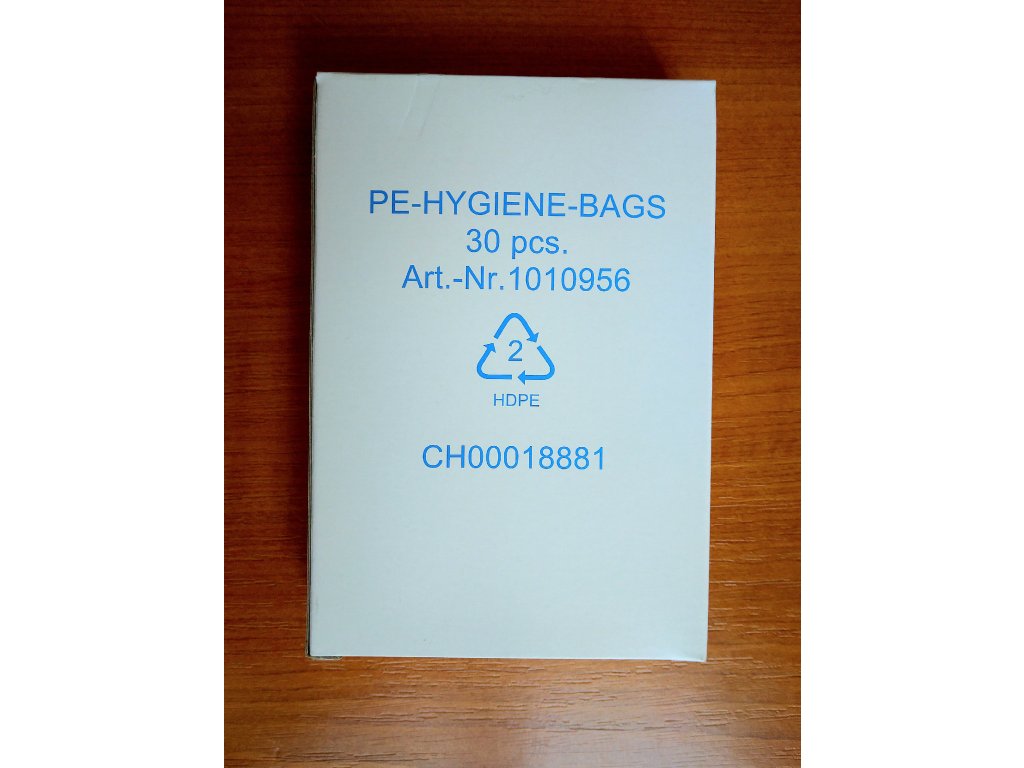 PE-HYGIENE-BAGS
30 pcs.
Art.-Nr.1010956
2
HDPE
CH00018881